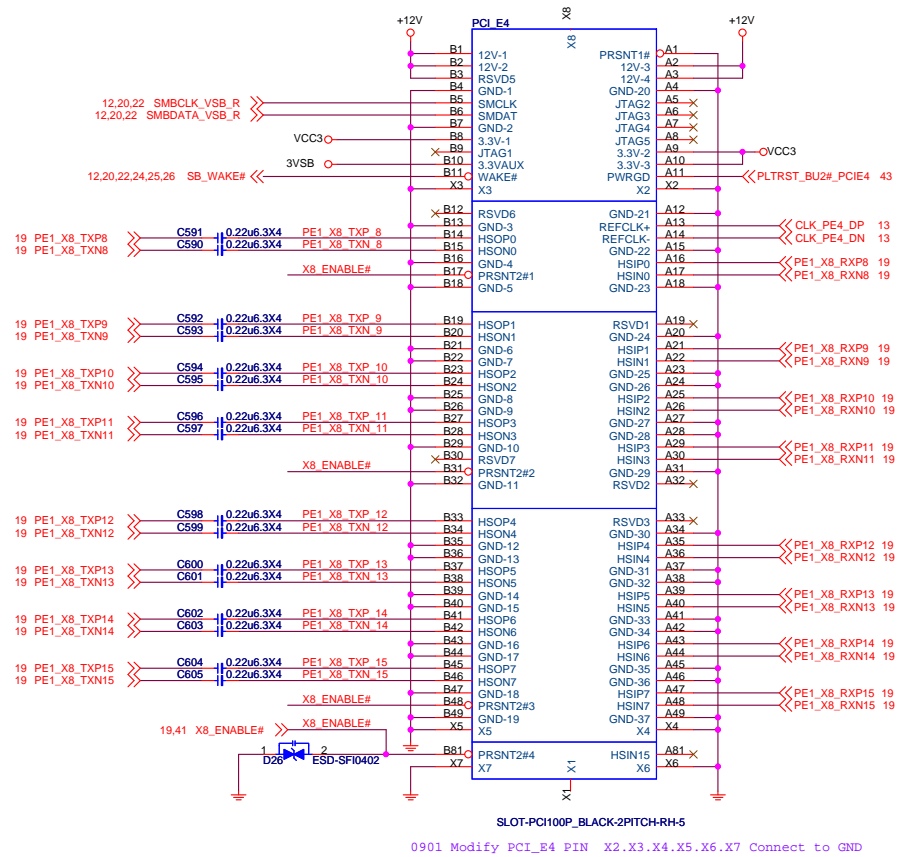 X8
+12V PCI_E4 +12V
X8
B1 12V-1 PRSNT1# A1
B2 12V-2 12V-3 A2
B3 RSVD5 12V-4 A3
B4 GND-1 GND-20 A4
12,20,22 SMBCLK_VSB_R B5 SMCLK JTAG2 A5
12,20,22 SMBDATA_VSB_R B6 SMDAT JTAG3 A6
B7 GND-2 JTAG4 A7
VCC3 B8 3.3V-1 JTAG5 A8
B9 JTAG1 3.3V-2 A9 VCC3
3VSB B10 3.3VAUX 3.3V-3 A10
12,20,22,24,25,26 SB_WAKE# B11 WAKE# PWRGD A11 PLTRST_BU2#_PCIE4 43
X3 X3 X2 X2
B12 RSVD6 GND-21 A12
B13 GND-3 REFCLK+ A13 CLK_PE4_DP 13
19 PE1_X8_TXP8 C591 0.22u6.3X4 PE1_X8_TXP_8 B14 HSOP0 REFCLK- A14 CLK_PE4_DN 13
19 PE1_X8_TXN8 C590 0.22u6.3X4 PE1_X8_TXN_8 B15 HSON0 GND-22 A15
B16 GND-4 HSIP0 A16 PE1_X8_RXP8 19
X8_ENABLE# B17 PRSNT2#1 HSIN0 A17 PE1_X8_RXN8 19
B18 GND-5 GND-23 A18
19 PE1_X8_TXP9 C592 0.22u6.3X4 PE1_X8_TXP_9 B19 HSOP1 RSVD1 A19
19 PE1_X8_TXN9 C593 0.22u6.3X4 PE1_X8_TXN_9 B20 HSON1 GND-24 A20
B21 GND-6 HSIP1 A21 PE1_X8_RXP9 19
B22 GND-7 HSIN1 A22 PE1_X8_RXN9 19
19 PE1_X8_TXP10 C594 0.22u6.3X4 PE1_X8_TXP_10 B23 HSOP2 GND-25 A23
19 PE1_X8_TXN10 C595 0.22u6.3X4 PE1_X8_TXN_10 B24 HSON2 GND-26 A24
B25 GND-8 HSIP2 A25 PE1_X8_RXP10 19
B26 GND-9 HSIN2 A26 PE1_X8_RXN10 19
19 PE1_X8_TXP11 C596 0.22u6.3X4 PE1_X8_TXP_11 B27 HSOP3 GND-27 A27
19 PE1_X8_TXN11 C597 0.22u6.3X4 PE1_X8_TXN_11 B28 HSON3 GND-28 A28
B29 GND-10 HSIP3 A29 PE1_X8_RXP11 19
B30 RSVD7 HSIN3 A30 PE1_X8_RXN11 19
X8_ENABLE# B31 PRSNT2#2 GND-29 A31
B32 GND-11 RSVD2 A32
19 PE1_X8_TXP12 C598 0.22u6.3X4 PE1_X8_TXP_12 B33 HSOP4 RSVD3 A33
19 PE1_X8_TXN12 C599 0.22u6.3X4 PE1_X8_TXN_12 B34 HSON4 GND-30 A34
B35 GND-12 HSIP4 A35 PE1_X8_RXP12 19
B36 GND-13 HSIN4 A36 PE1_X8_RXN12 19
19 PE1_X8_TXP13 C600 0.22u6.3X4 PE1_X8_TXP_13 B37 HSOP5 GND-31 A37
19 PE1_X8_TXN13 C601 0.22u6.3X4 PE1_X8_TXN_13 B38 HSON5 GND-32 A38
B39 GND-14 HSIP5 A39 PE1_X8_RXP13 19
B40 GND-15 HSIN5 A40 PE1_X8_RXN13 19
19 PE1_X8_TXP14 C602 0.22u6.3X4 PE1_X8_TXP_14 B41 HSOP6 GND-33 A41
19 PE1_X8_TXN14 C603 0.22u6.3X4 PE1_X8_TXN_14 B42 HSON6 GND-34 A42
B43 GND-16 HSIP6 A43 PE1_X8_RXP14 19
B44 GND-17 HSIN6 A44 PE1_X8_RXN14 19
19 PE1_X8_TXP15 C604 0.22u6.3X4 PE1_X8_TXP_15 B45 HSOP7 GND-35 A45
19 PE1_X8_TXN15 C605 0.22u6.3X4 PE1_X8_TXN_15 B46 HSON7 GND-36 A46
B47 GND-18 HSIP7 A47 PE1_X8_RXP15 19
X8_ENABLE# B48 PRSNT2#3 HSIN7 A48 PE1_X8_RXN15 19
B49 GND-19 GND-37 A49
19,41 X8_ENABLE# X8_ENABLE# X5 X5 X4 X4
1 D26 2 ESD-SFI0402 B81 PRSNT2#4 HSIN15 A81
X7 X7 X6 X6
X1
X1
SLOT-PCI100P_BLACK-2PITCH-RH-5
0901 Modify PCI_E4 PIN X2.X3.X4.X5.X6.X7 Connect to GND